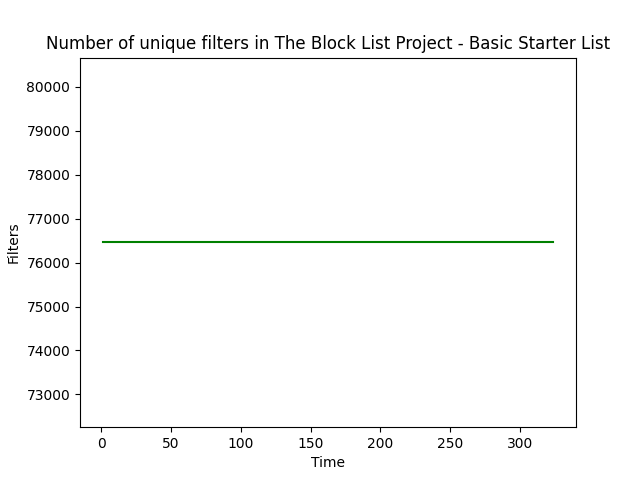 Number of unique filters in The Block List Project - Basic Starter List
80000
79000
78000
77000
76000
75000
74000
73000
Filters
0 50 100 150 200 250 300
Time